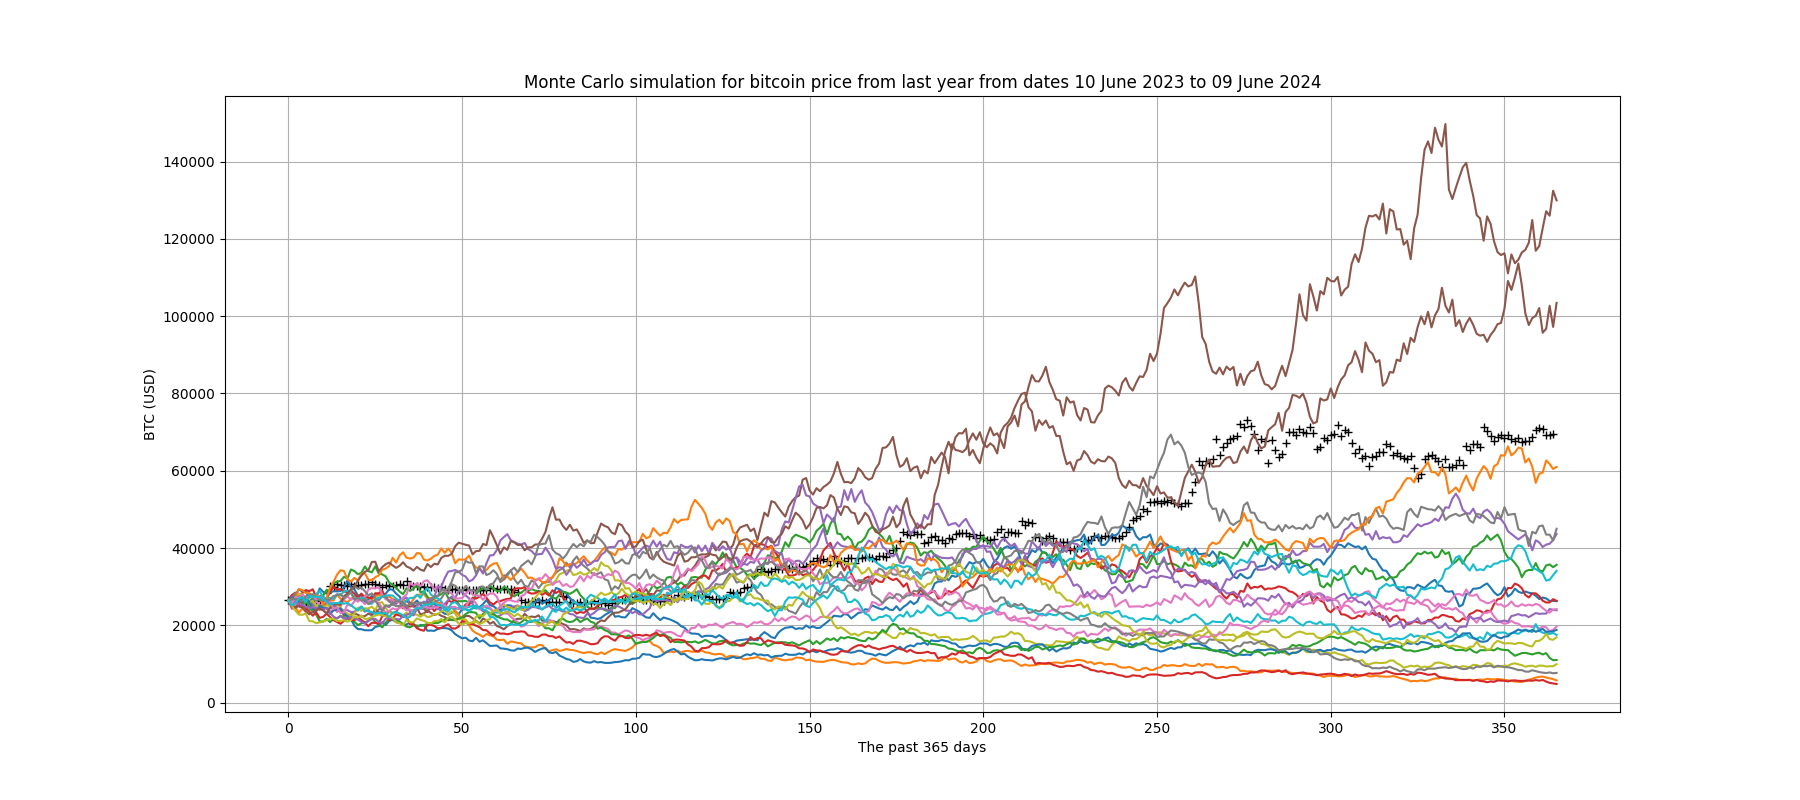 Monte Carlo simulation for bitcoin price from last year from dates 10 June 2023 to 09 June 2024
BTC (USD)
140000
120000
100000
80000
60000
40000
20000
0
0 50 100 150 200 250 300 350
The past 365 days